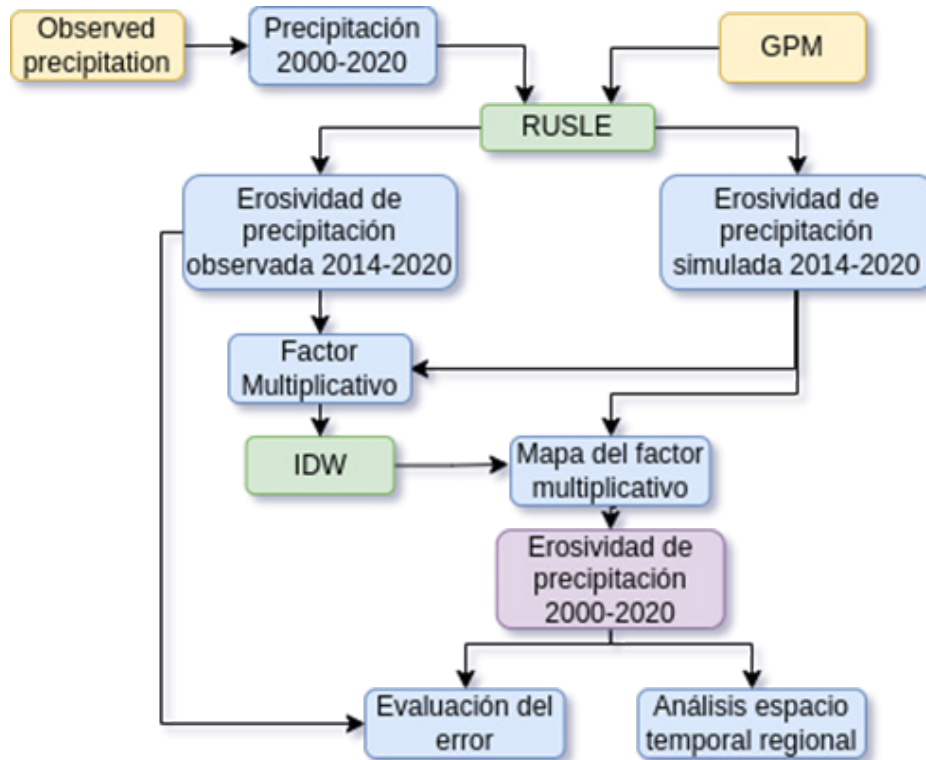 Observed
precipitation
Precipitación
2000-2020
GPM
RUSLE
Erosividad de
precipitación
observada 2014-2020
Erosividad de
precipitación
simulada 2014-2020
Factor
Multiplicativo
IDW
Mapa del factor
multiplicativo
Erosividad de
precipitación
2000-2020
Evaluación del
error
Análisis espacio
temporal regional